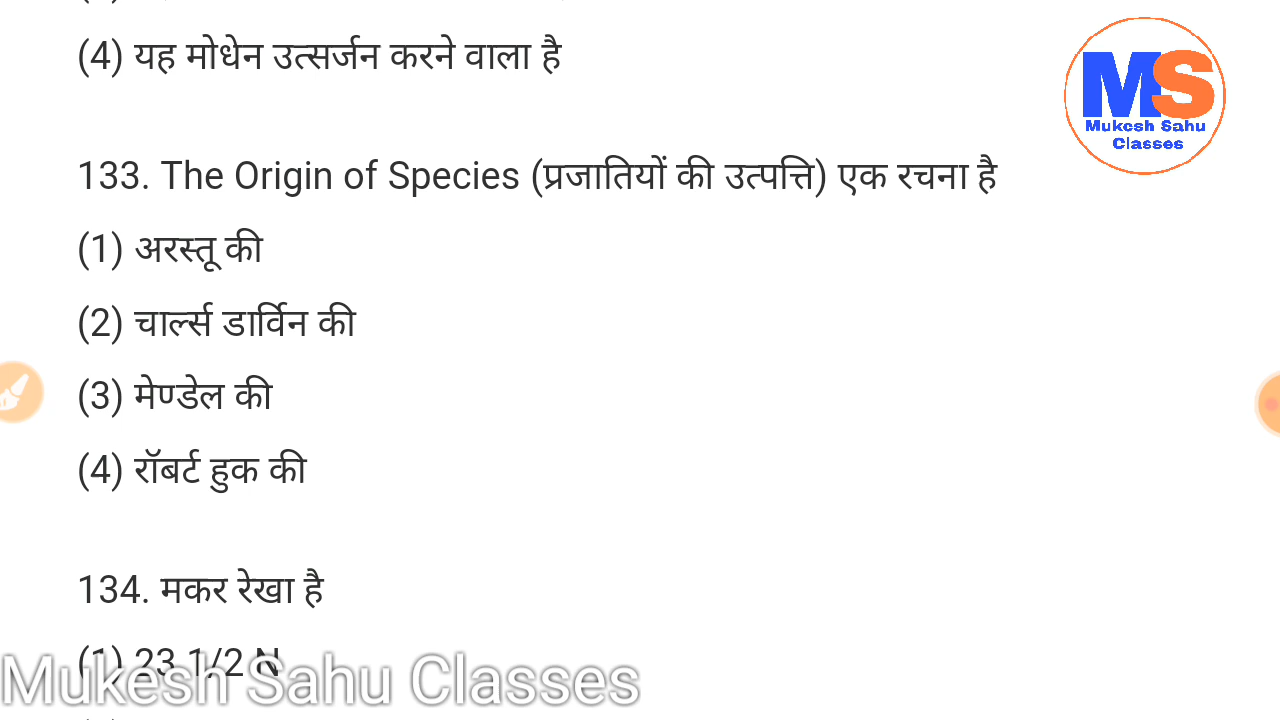 (4) यह मोधेन उत्सर्जन करने वाला है
MS
Mukesh Sahu
Classes
133. The Origin of Species (प्रजातियों की उत्पत्ति) एक रचना है
(1) अरस्तू की
(2) चार्ल्स डार्विन की
(3) मेण्डेल की
(4) रॉबर्ट हुक की
134. मकर रेखा है
(1) 23 1/2 N
Mukesh Sahu Classes